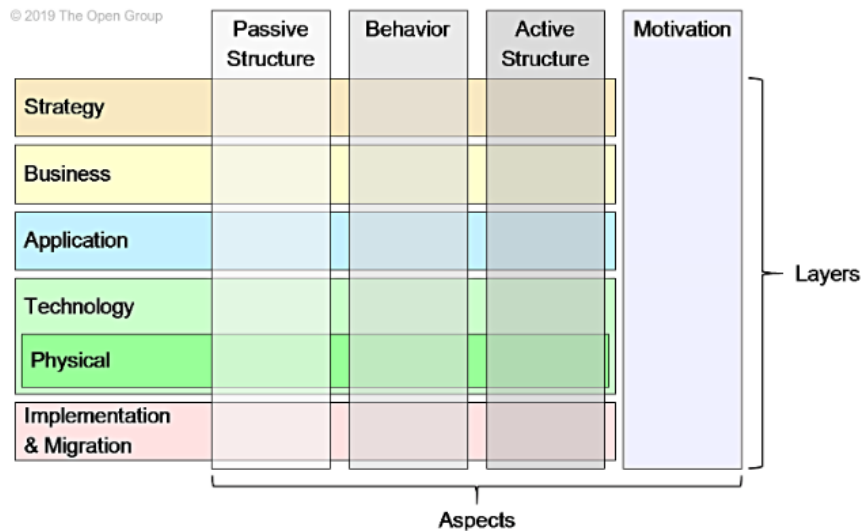 © 2019 The Open Group
Passive
Structure
Behavior
Active
Structure
Motivation
Strategy
Business
Application
Technology
Physical
Implementation
& Migration
Layers
Aspects